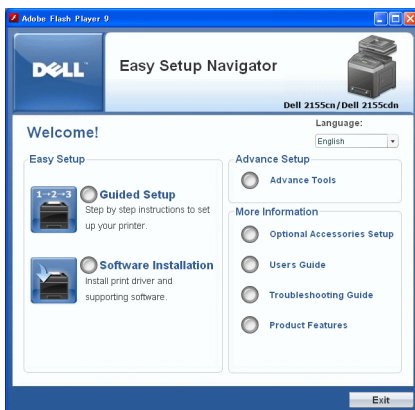 Adobe Flash Player 9
DELL
Easy Setup Navigator
Dell 2155cn/Dell 2155cdn
Welcome!
Language:
English
Easy Setup
1→2→3
Guided Setup
Step by step instructions to set
up your printer.
Software Installation
Install print driver and
supporting software.
Advance Setup
Advance Tools
More Information
Optional Accessories Setup
Users Guide
Troubleshooting Guide
Product Features
Exit